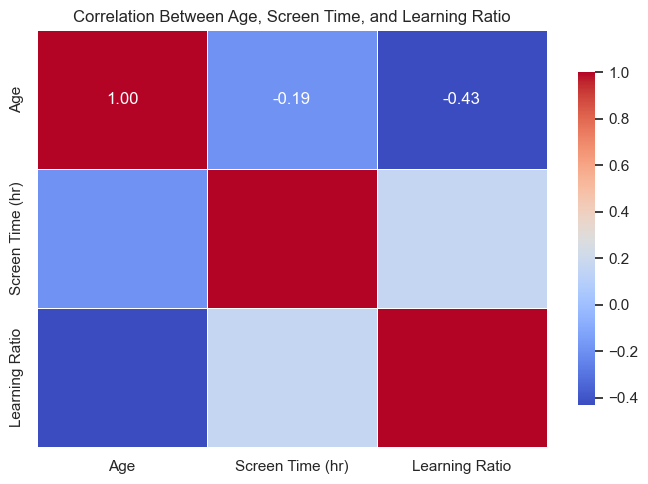 Correlation Between Age, Screen Time, and Learning Ratio
Age
1.00
-0.19
-0.43
Screen Time (hr)
Learning Ratio
Age
Screen Time (hr)
Learning Ratio
1.0
0.8
0.6
0.4
0.2
0.0
−0.2
−0.4